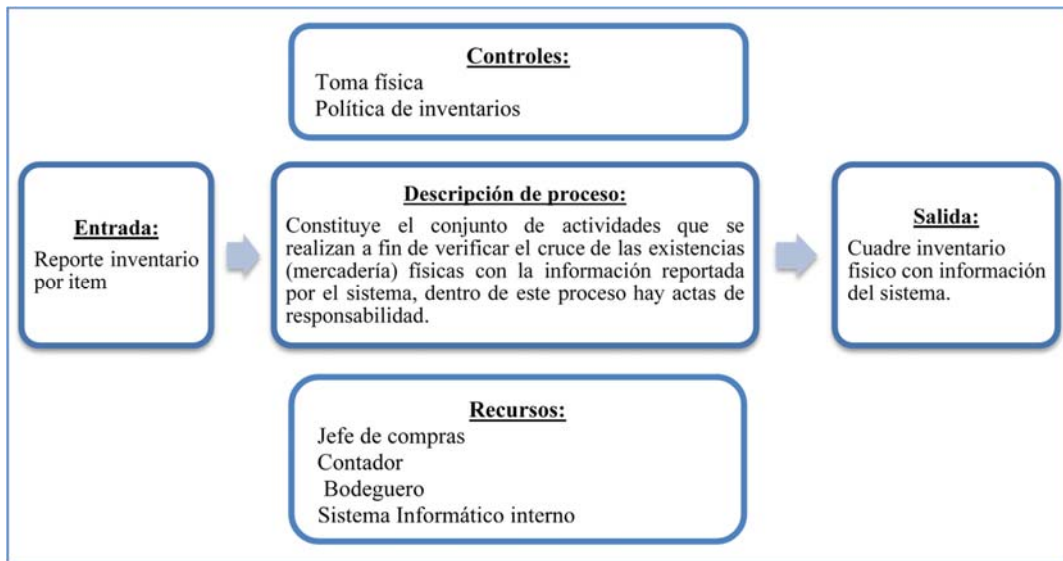 Controles:
Toma física
Política de inventarios
Entrada:
Reporte inventario
por item
Descripción de proceso:
Constituye el conjunto de actividades que se
realizan a fin de verificar el cruce de las existencias
(mercadería) físicas con la información reportada
por el sistema, dentro de este proceso hay actas de
responsabilidad.
Salida:
Cuadre inventario
fisico con información
del sistema.
Recursos:
Jefe de compras
Contador
Bodeguero
Sistema Informático interno